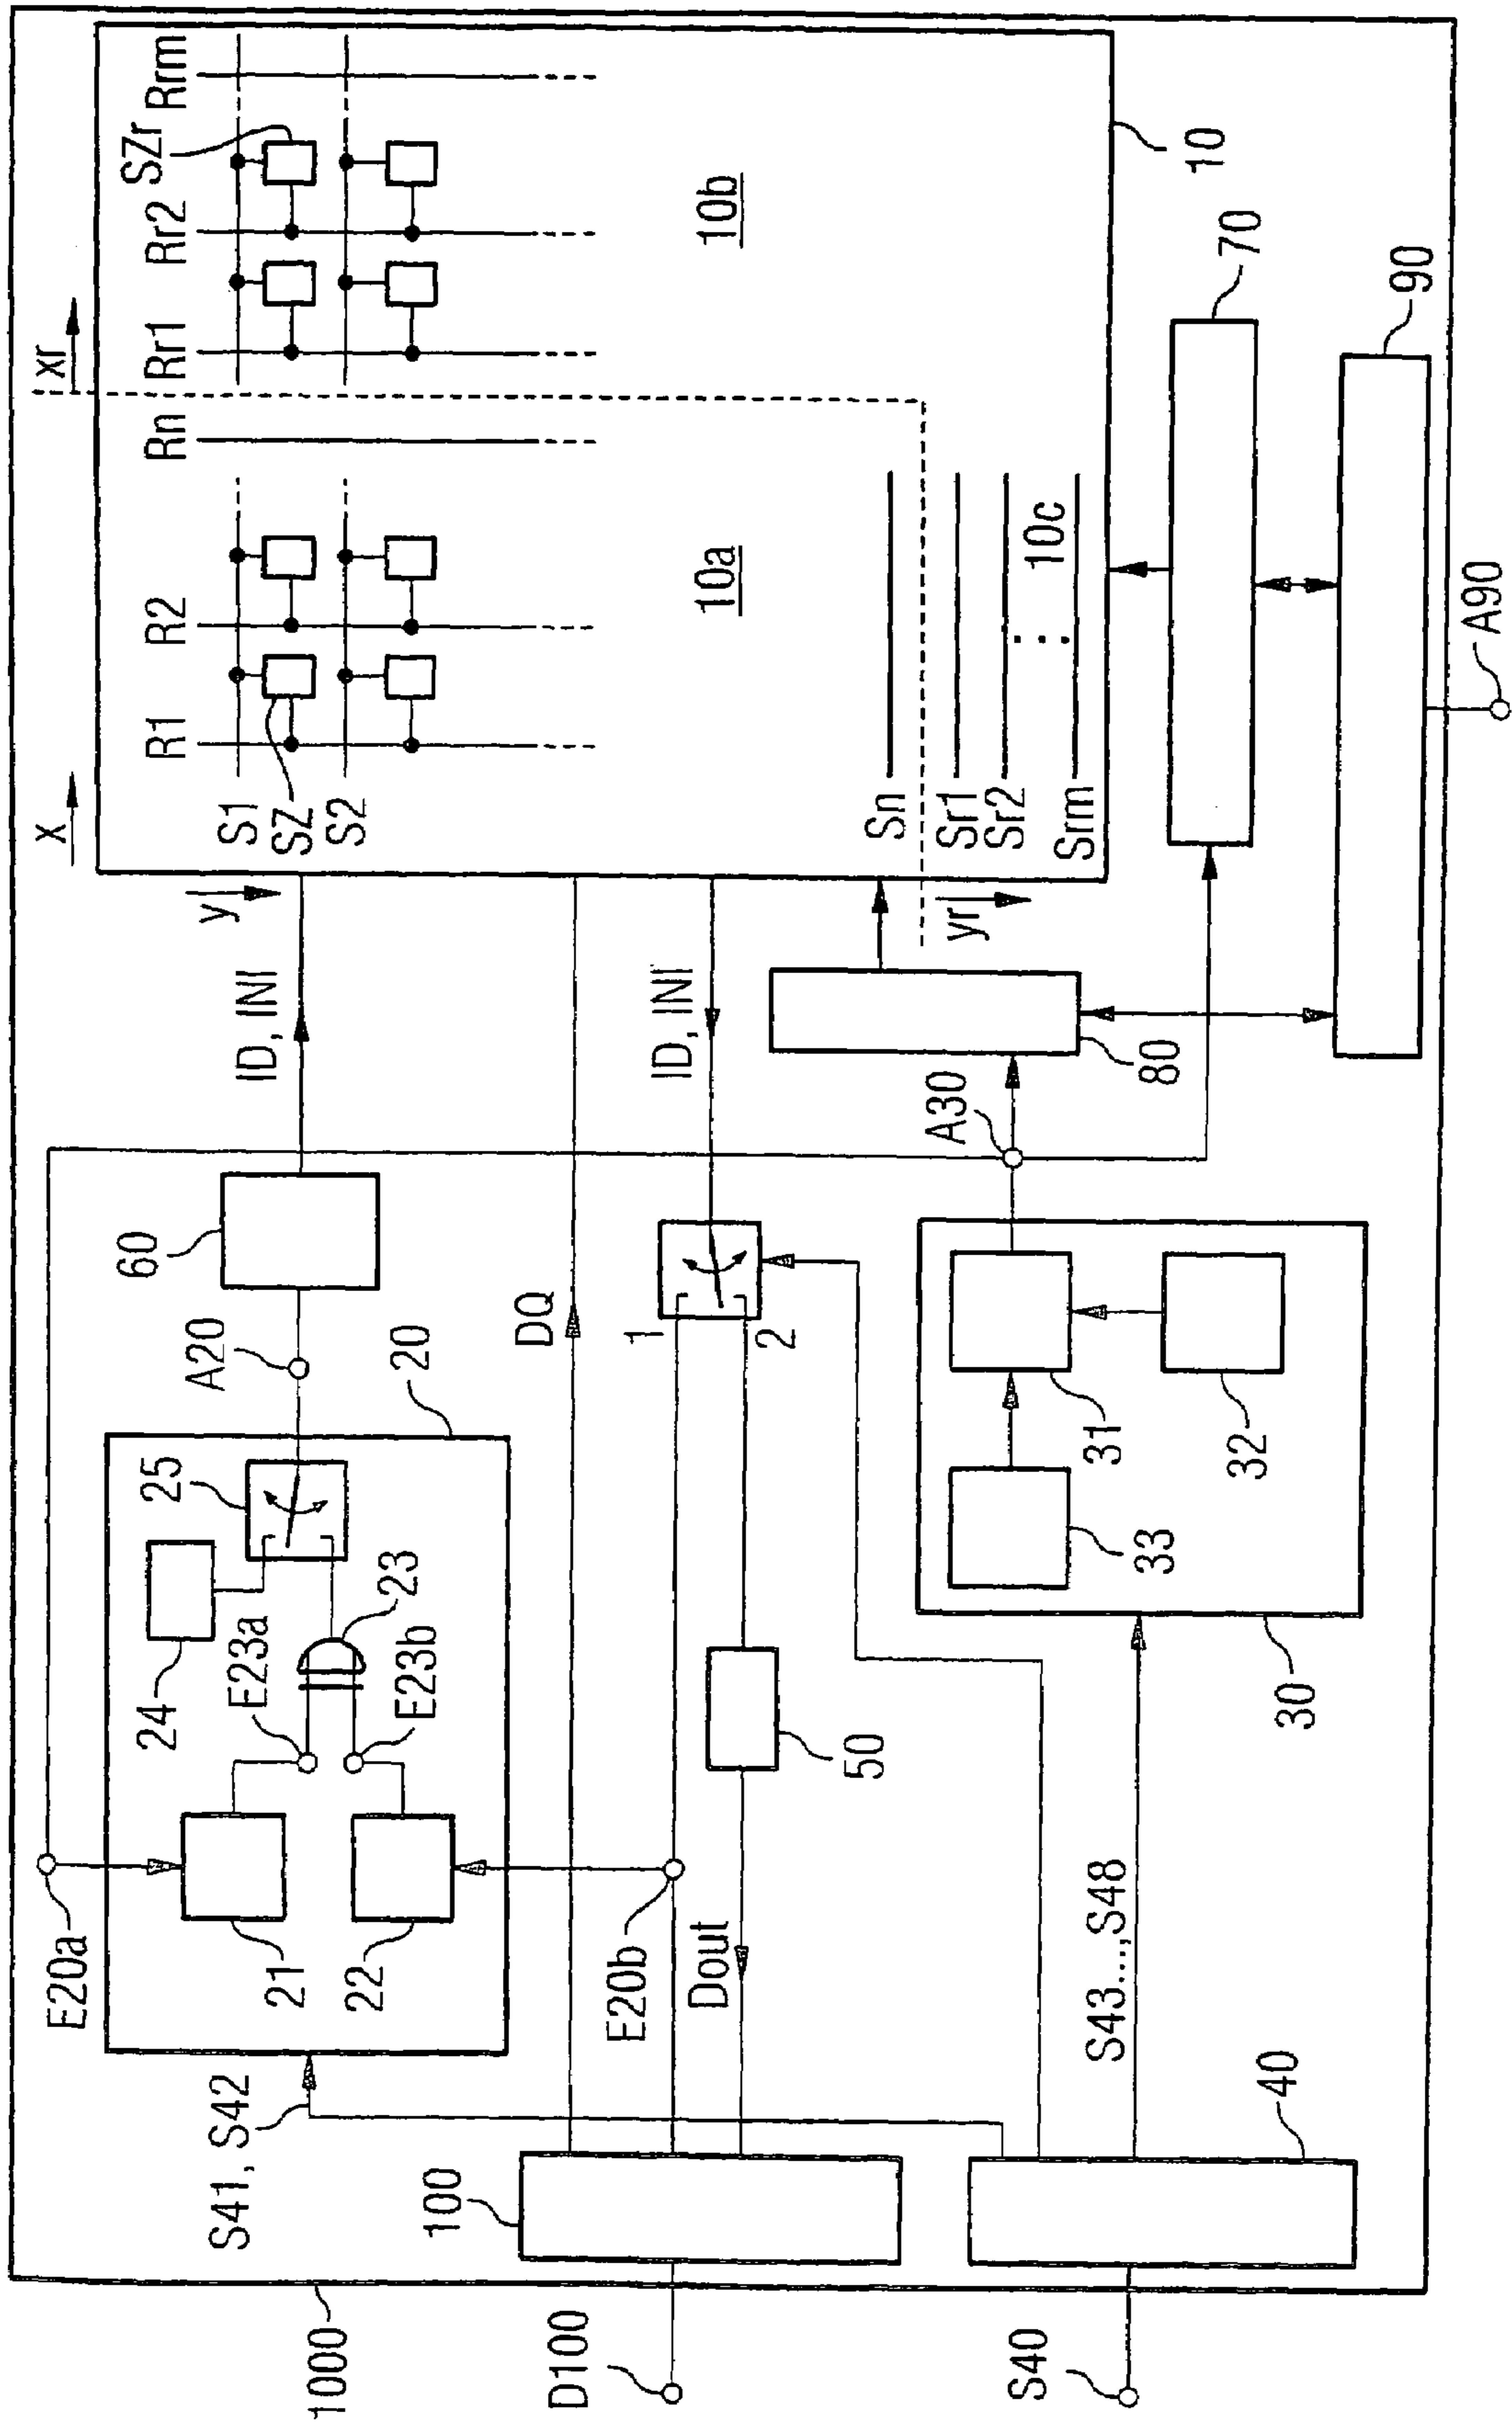 X
xr
R1
R2
Rn
Rr1
Rr2
SZr
Rrm
S1
SZ
S2
10a
10b
Sn
Sr1
Sr2
Srm
10c
10
y
yr
ID, INI
ID, INI
60
A20
20
25
24
23
E23a
E23b
21
22
E20a
E20b
DQ
1
2
50
Dout
S41, S42
100
1000
D100
S40
40
S43...,S48
30
31
32
33
A30
80
70
90
A90